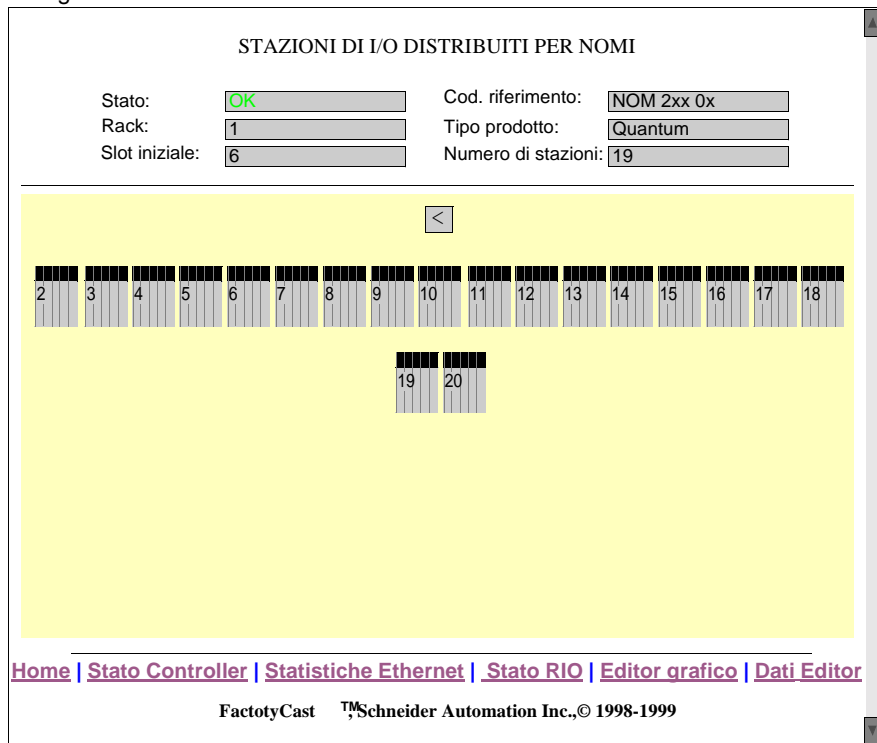 STAZIONI DI I/O DISTRIBUITI PER NOMI
Stato: OK Cod. riferimento: NOM 2xx 0x
Rack: 1 Tipo prodotto: Quantum
Slot iniziale: 6 Numero di stazioni: 19
<
2 3 4 5 6 7 8 9 10 11 12 13 14 15 16 17 18
19 20
Home | Stato Controller | Statistiche Ethernet | Stato RIO | Editor grafico | Dati Editor
FactotyCast ™, Schneider Automation Inc.,© 1998-1999